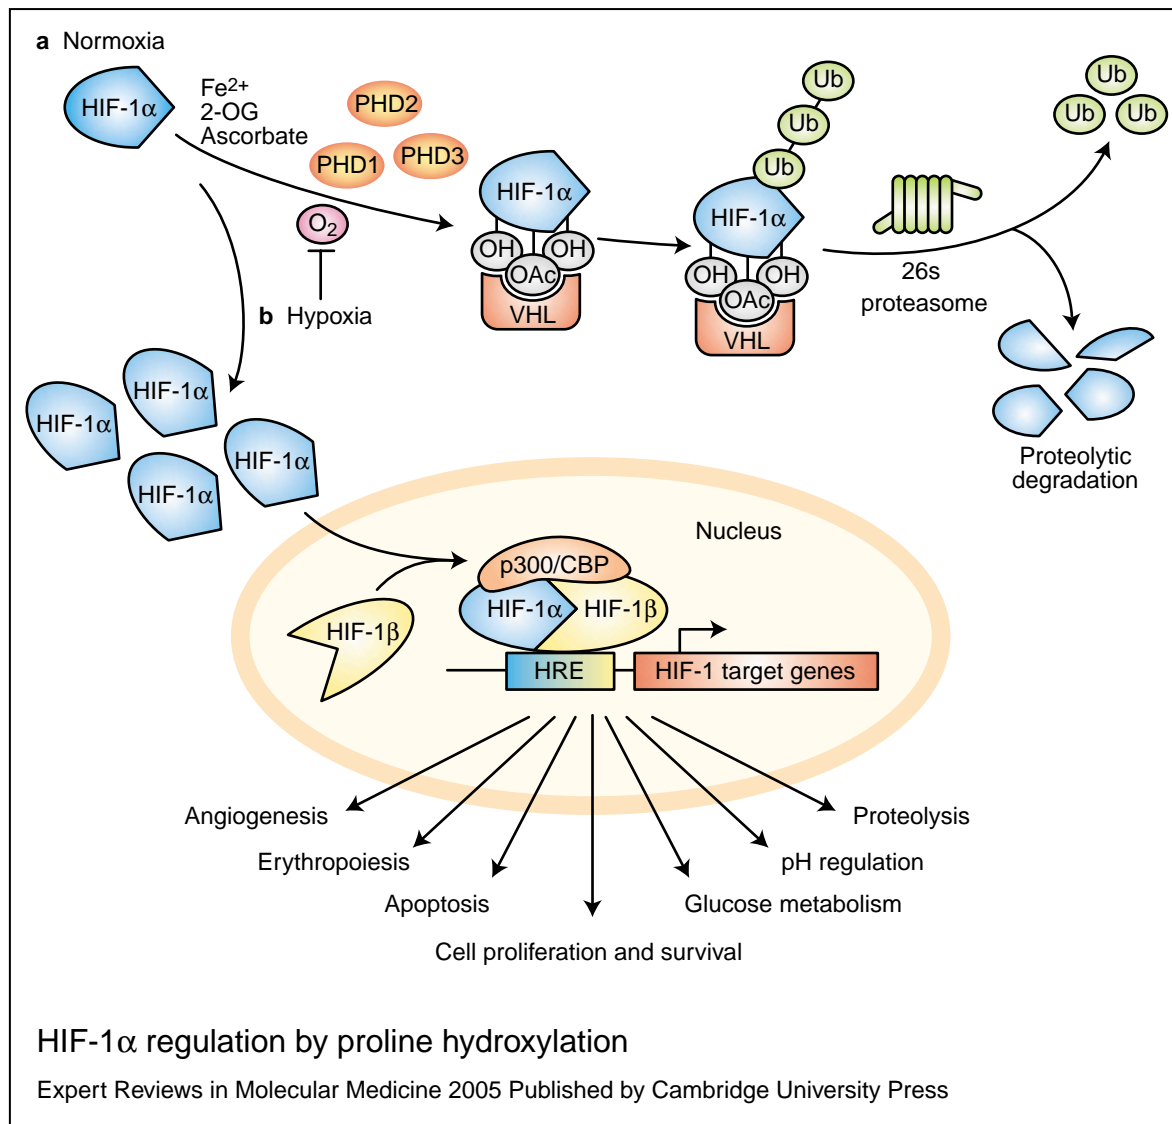 a Normoxia
HIF-1α
Fe2+
2-OG
Ascorbate
PHD2
PHD1
PHD3
O2
HIF-1α
OH
OH
OAc
VHL
Ub
Ub
Ub
HIF-1α
OH
OH
OAc
VHL
26s
proteasome
Ub
Ub
Ub
Proteolytic
degradation
b Hypoxia
HIF-1α
HIF-1α
HIF-1α
HIF-1α
Nucleus
p300/CBP
HIF-1α
HIF-1β
HIF-1β
HRE
HIF-1 target genes
Angiogenesis
Erythropoiesis
Apoptosis
Cell proliferation and survival
Glucose metabolism
pH regulation
Proteolysis
HIF-1α regulation by proline hydroxylation
Expert Reviews in Molecular Medicine 2005 Published by Cambridge University Press